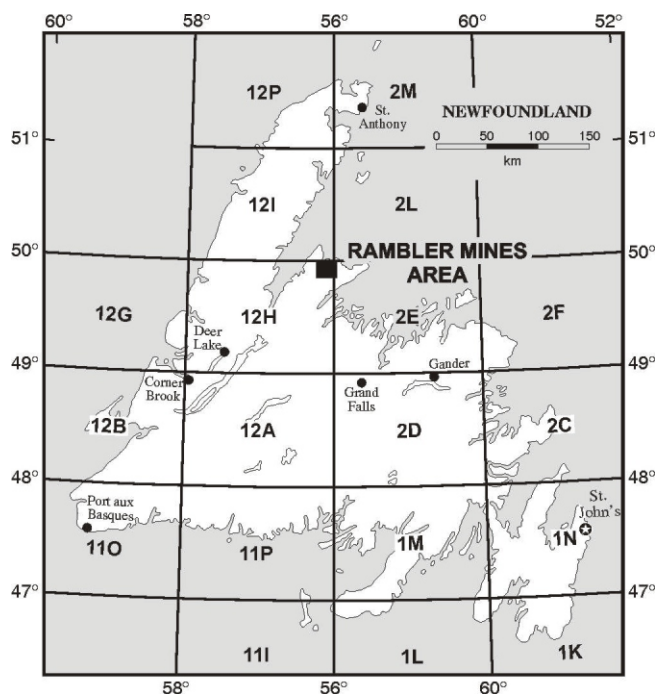 60°
58°
56°
60°
52°
12P
2M
St.
Anthony
NEWFOUNDLAND
0 50 100 150
km
51°
51°
12I
2L
50°
50°
RAMBLER MINES
AREA
12G
12H
2E
2F
Deer
Lake
49°
49°
Corner
Brook
Grand
Falls
Gander
12B
12A
2D
2C
48°
48°
Port aux
Basques
St.
John's
11O
11P
1M
1N
47°
47°
11I
1L
1K
58°
56°
60°